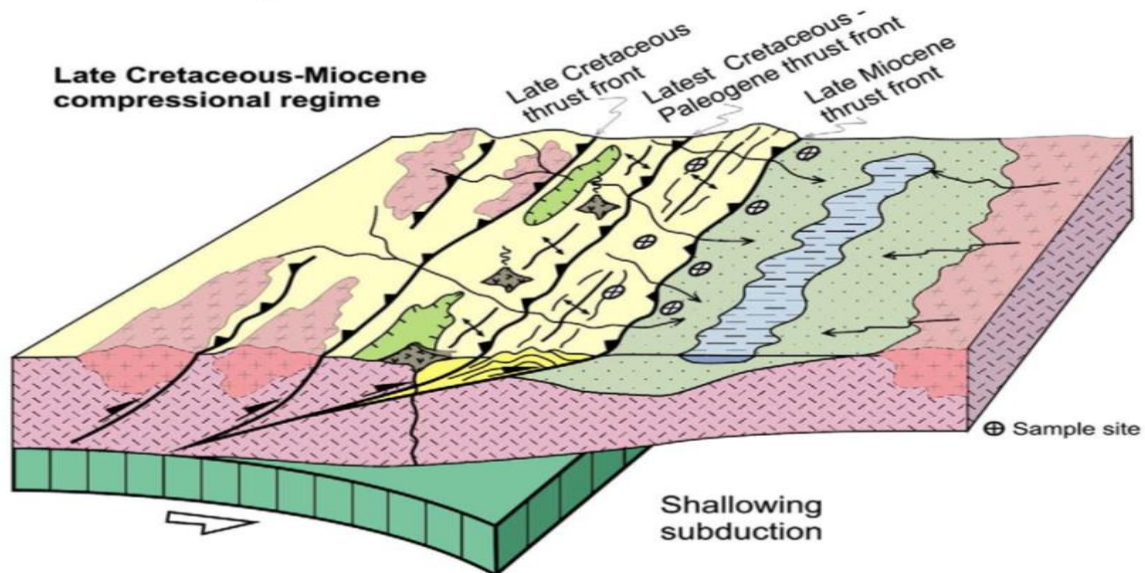 Late Cretaceous-Miocene
compressional regime
Late Cretaceous
thrust front
Latest Cretaceous -
Paleogene thrust front
Late Miocene
thrust front
Sample site
Shallowing
subduction